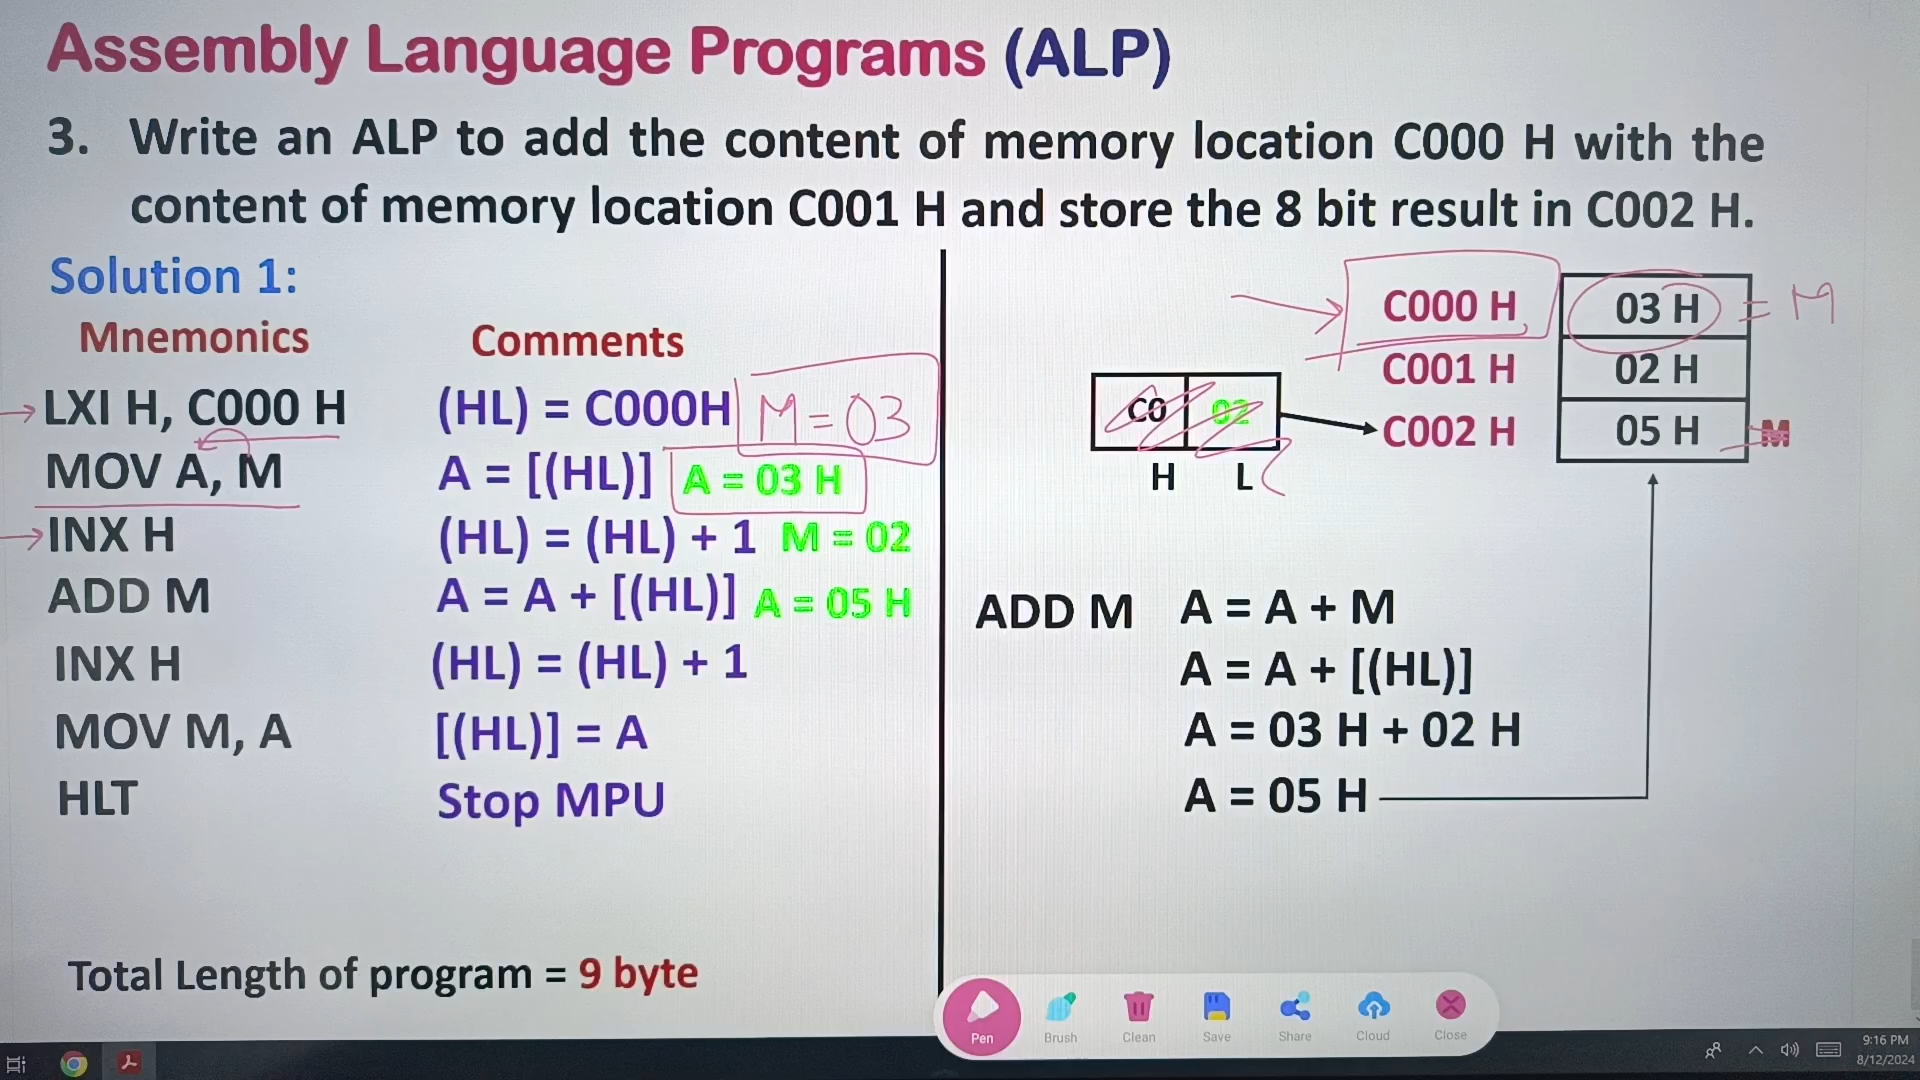 Assembly Language Programs (ALP)
3. Write an ALP to add the content of memory location C000 H with the
content of memory location C001 H and store the 8 bit result in C002 H.
Solution 1:
Mnemonics Comments
LXI H, C000 H (HL) = C000H M = 03
MOV A, M A = [(HL)] A = 03 H
INX H (HL) = (HL) + 1 M = 02
ADD M A = A + [(HL)] A = 05 H
INX H (HL) = (HL) + 1
MOV M, A [(HL)] = A
HLT Stop MPU
Total Length of program = 9 byte
C000 H 03 H = M
C001 H 02 H
C0 02 C002 H 05 H M
H L
ADD M A = A + M
A = A + [(HL)]
A = 03 H + 02 H
A = 05 H
Pen Brush Clean Save Share Cloud Close
9:16 PM
8/12/2024